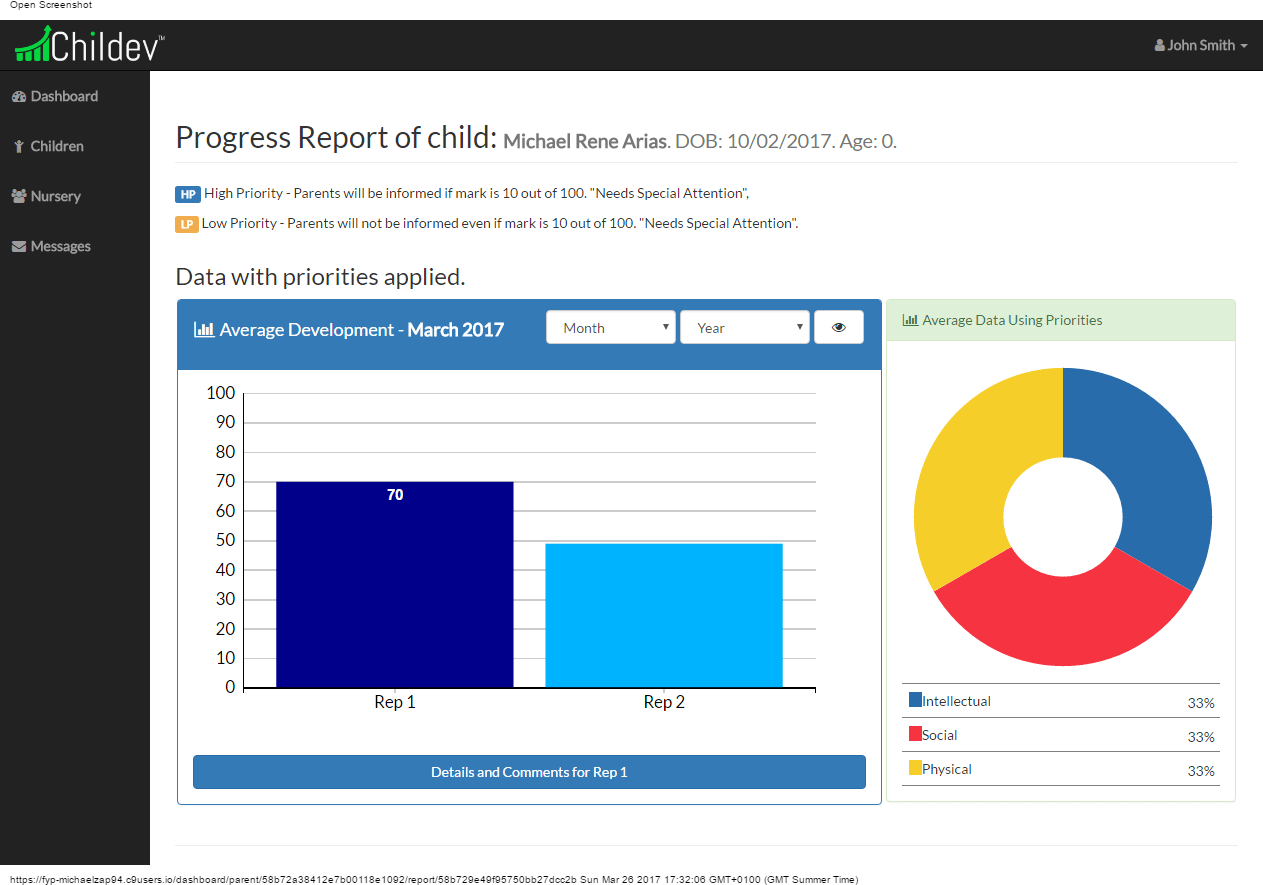 Open Screenshot
Childev™
John Smith
Dashboard
Children
Nursery
Messages
Progress Report of child: Michael Rene Arias. DOB: 10/02/2017. Age: 0.
HP High Priority - Parents will be informed if mark is 10 out of 100. "Needs Special Attention",
LP Low Priority - Parents will not be informed even if mark is 10 out of 100. "Needs Special Attention".
Data with priorities applied.
Average Development - March 2017
Month
Year
100
90
80
70
60
50
40
30
20
10
0
70
Rep 1
Rep 2
Details and Comments for Rep 1
Average Data Using Priorities
Intellectual 33%
Social 33%
Physical 33%
https://fyp-michaelzap94.c9users.io/dashboard/parent/58b72a38412e7b00118e1092/report/58b729e49f95750bb27dcc2b Sun Mar 26 2017 17:32:06 GMT+0100 (GMT Summer Time)